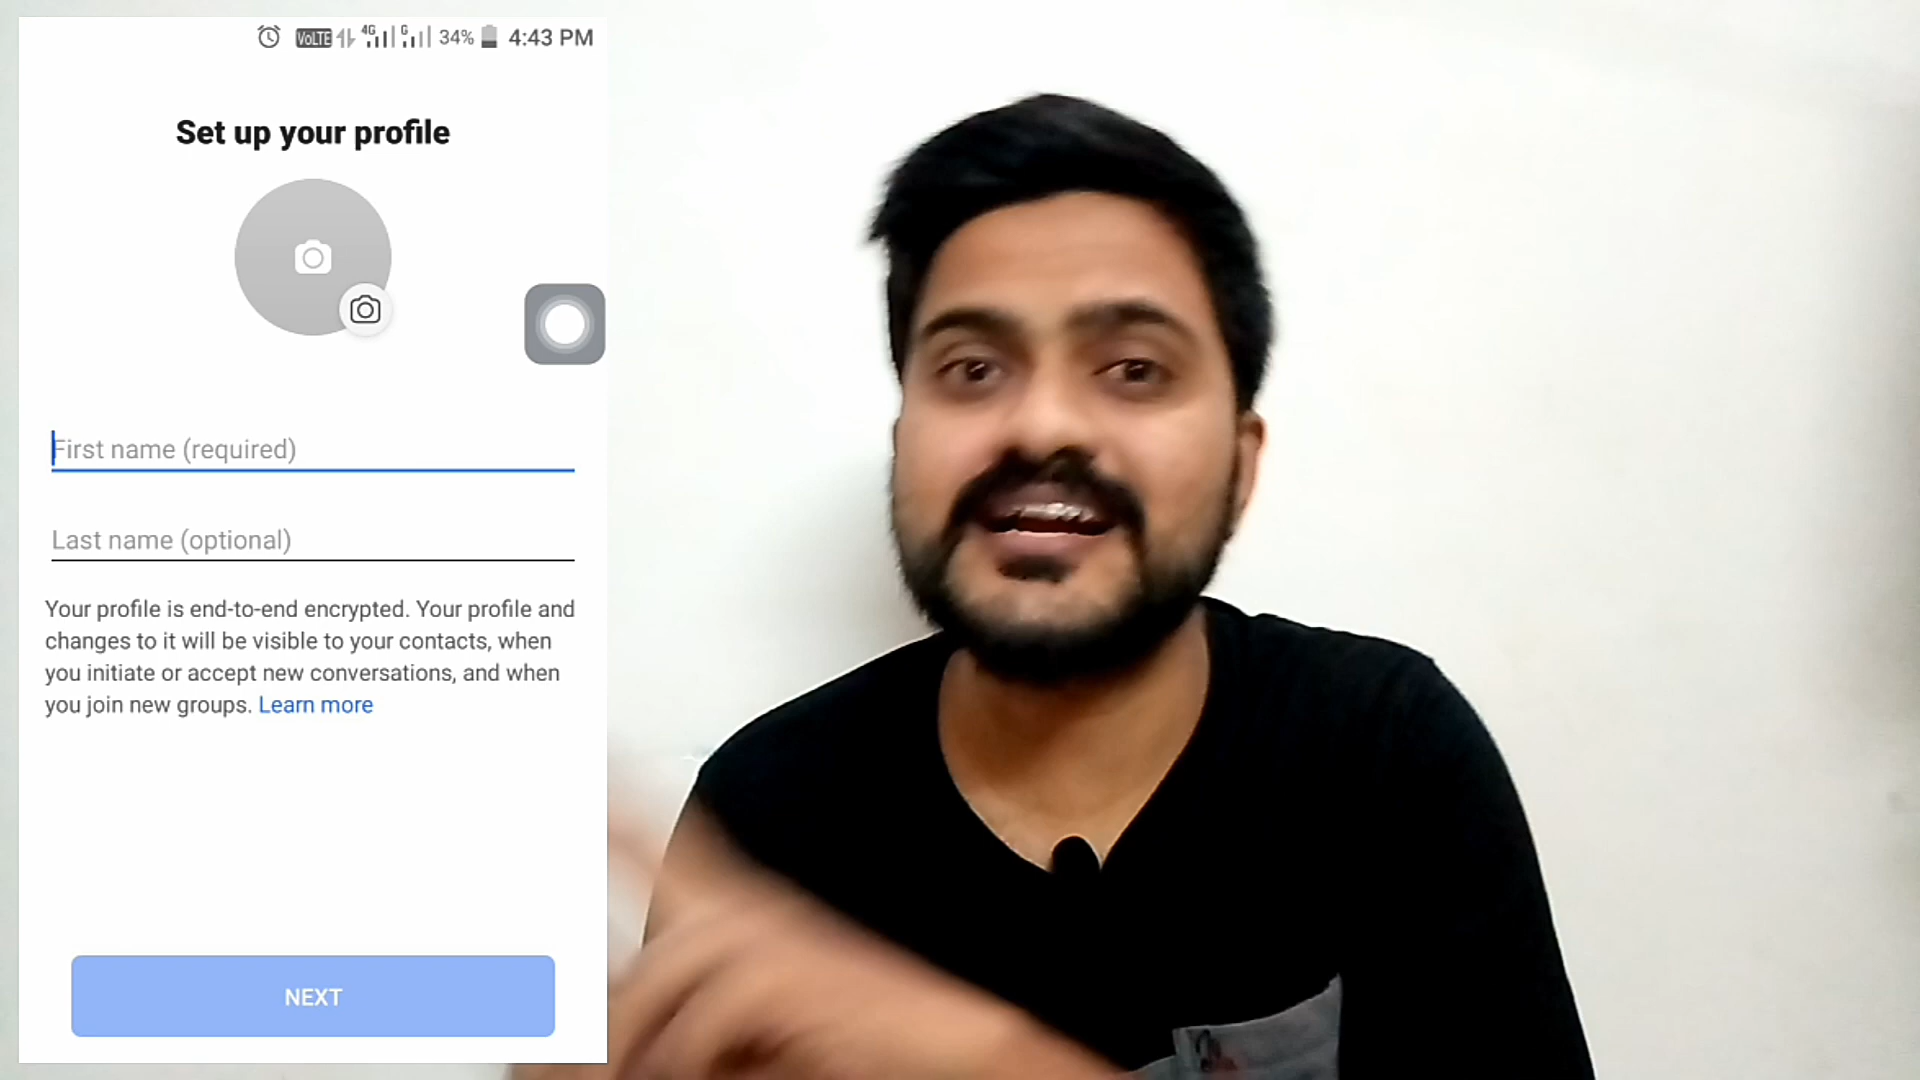 VoLTE 4G G 34% 4:43 PM
Set up your profile
First name (required)
Last name (optional)
Your profile is end-to-end encrypted. Your profile and
changes to it will be visible to your contacts, when
you initiate or accept new conversations, and when
you join new groups. Learn more
NEXT